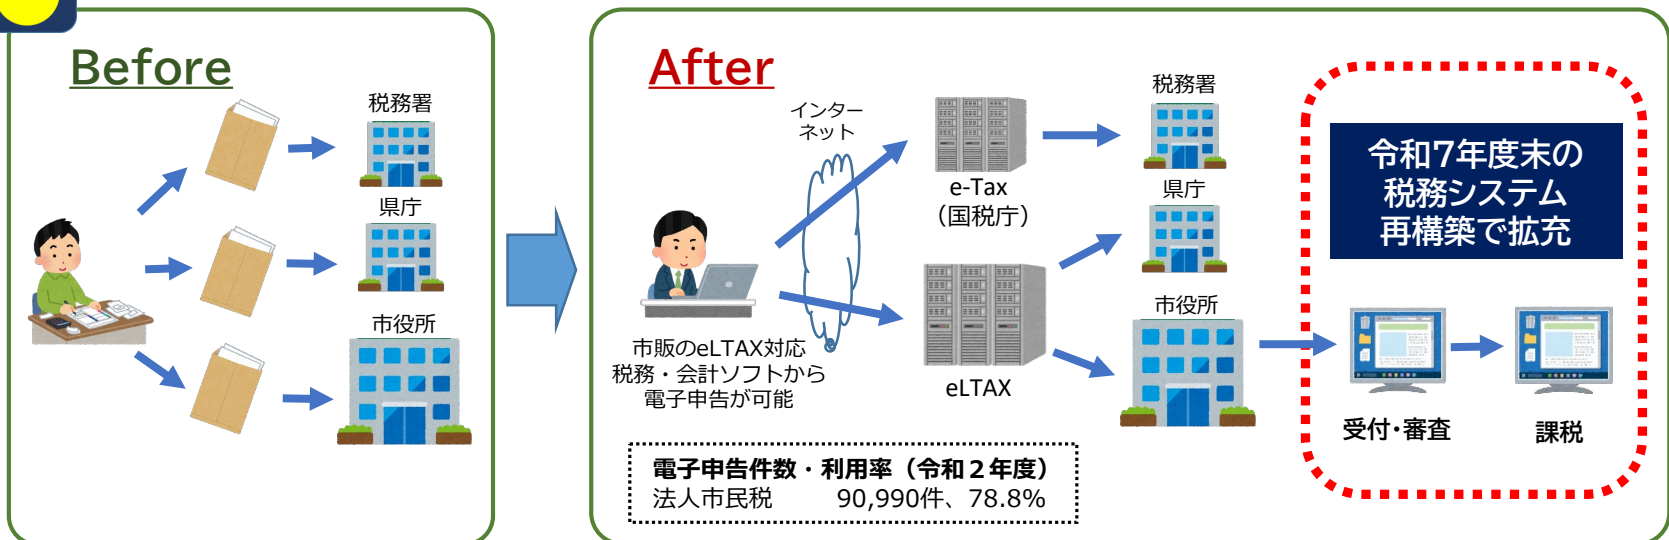 Before
税務署
県庁
市役所
After
インター
ネット
市販のeLTAX対応
税務・会計ソフトから
電子申告が可能
e-Tax
（国税庁）
eLTAX
税務署
県庁
市役所
令和7年度末の
税務システム
再構築で拡充
受付・審査
課税
電子申告件数・利用率（令和２年度）
法人市民税　　　90,990件、78.8%